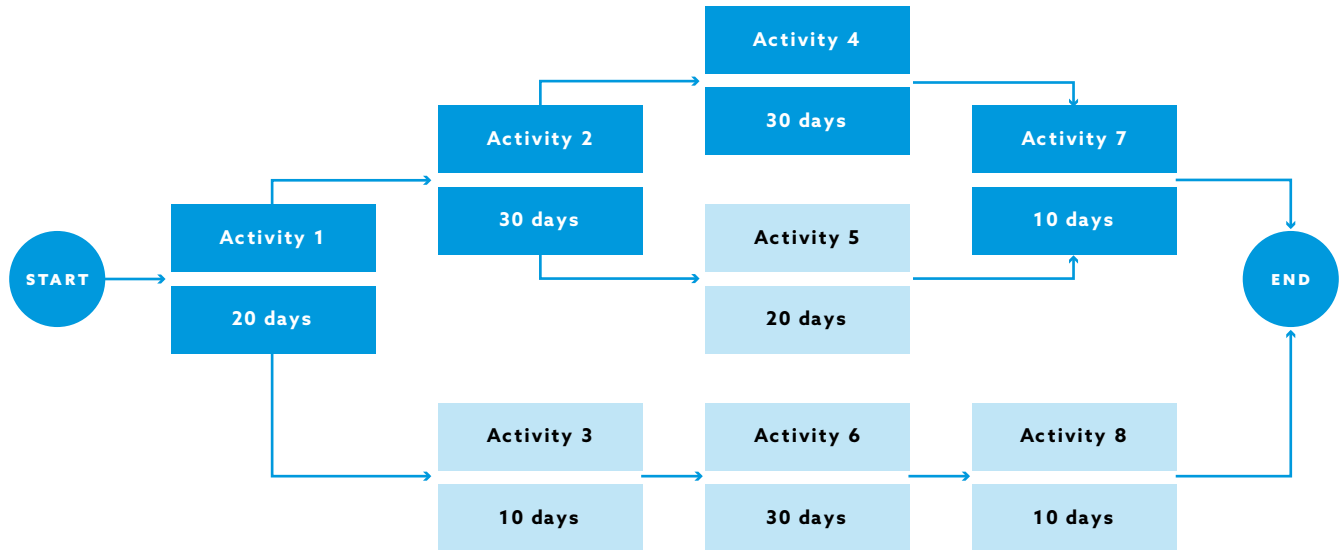 Activity 4
30 days
Activity 2
30 days
Activity 7
10 days
Activity 1
20 days
Activity 5
20 days
START
END
Activity 3
10 days
Activity 6
30 days
Activity 8
10 days